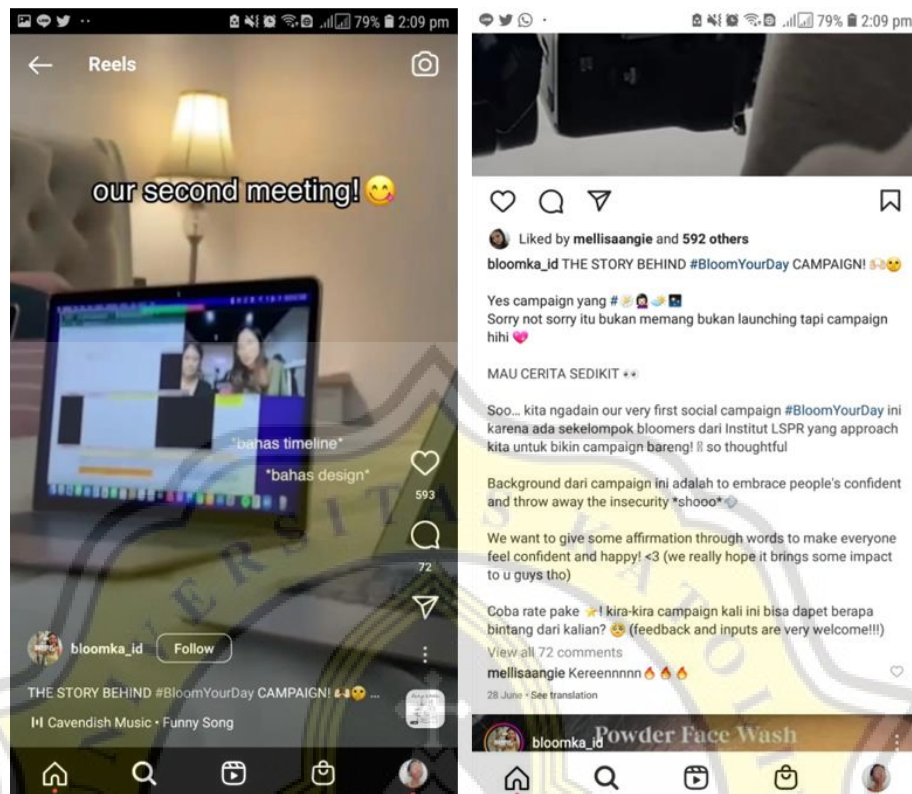 79% 2:09 pm
Reels
our second meeting! 😋
*bahas timeline*
*bahas design*
593
72
bloomka_id Follow
THE STORY BEHIND #BloomYourDay CAMPAIGN! 🙌🏻🤭 ...
Cavendish Music • Funny Song
79% 2:09 pm
Liked by mellisaangie and 592 others
bloomka_id THE STORY BEHIND #BloomYourDay CAMPAIGN! 🙌🏻🤭
Yes campaign yang #
Sorry not sorry itu bukan memang bukan launching tapi campaign
hihi 💖
MAU CERITA SEDIKIT 👀
Soo... kita ngadain our very first social campaign #BloomYourDay ini
karena ada sekelompok bloomers dari Institut LSPR yang approach
kita untuk bikin campaign bareng! so thoughtful
Background dari campaign ini adalah to embrace people's confident
and throw away the insecurity *shooo*💨
We want to give some affirmation through words to make everyone
feel confident and happy! <3 (we really hope it brings some impact
to u guys tho)
Coba rate pake ⭐! kira-kira campaign kali ini bisa dapet berapa
bintang dari kalian? 🥺 (feedback and inputs are very welcome!!!)
View all 72 comments
mellisaangie Kereennnnn🔥🔥🔥
28 June • See translation
bloomka_id
Powder Face Wash
UNIVERSITAS KATOLI